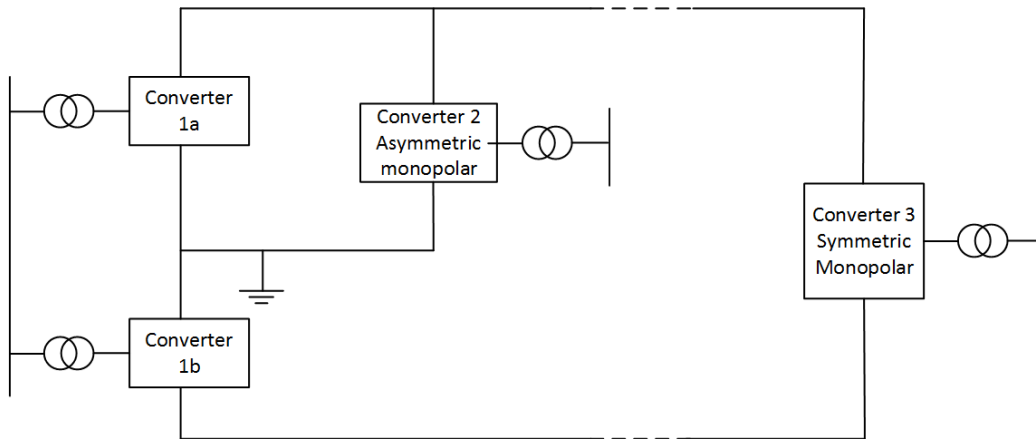 Converter
1a
Converter 2
Asymmetric
monopolar
Converter 3
Symmetric
Monopolar
Converter
1b